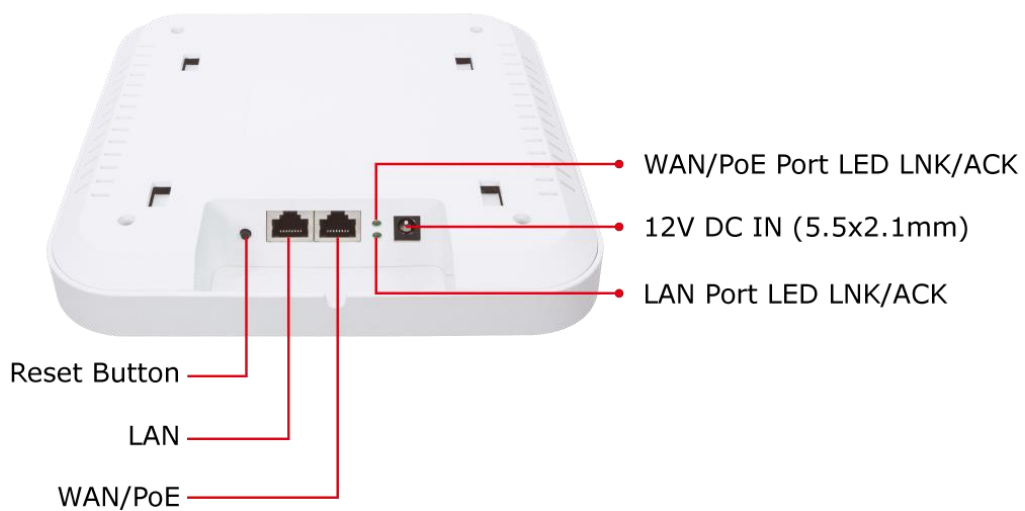 WAN/PoE Port LED LNK/ACK
12V DC IN (5.5x2.1mm)
LAN Port LED LNK/ACK
Reset Button
LAN
WAN/PoE